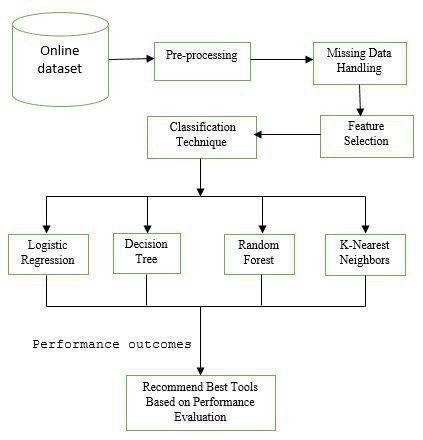 Online
dataset
Pre-processing
Missing Data
Handling
Feature
Selection
Classification
Technique
Logistic
Regression
Decision
Tree
Random
Forest
K-Nearest
Neighbors
Performance outcomes
Recommend Best Tools
Based on Performance
Evaluation